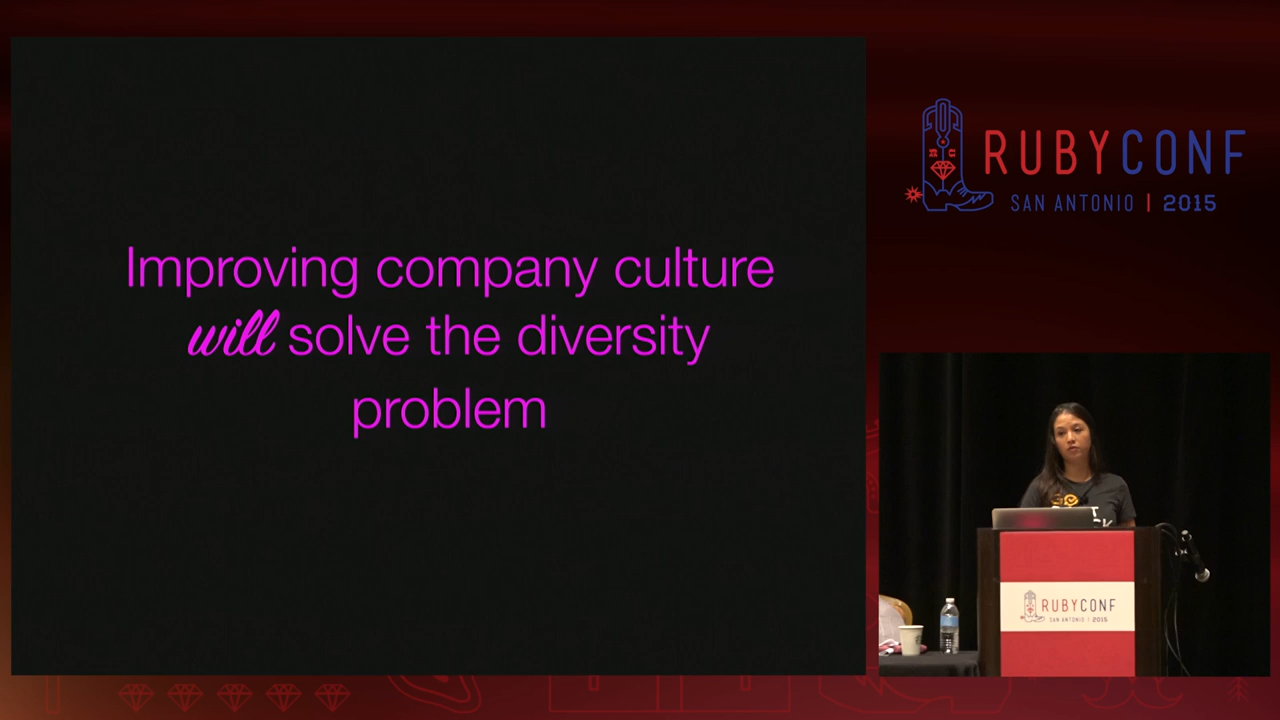 Improving company culture
will solve the diversity
problem
RUBYCONF
SAN ANTONIO | 2015
RUBYCONF
SAN ANTONIO | 2015